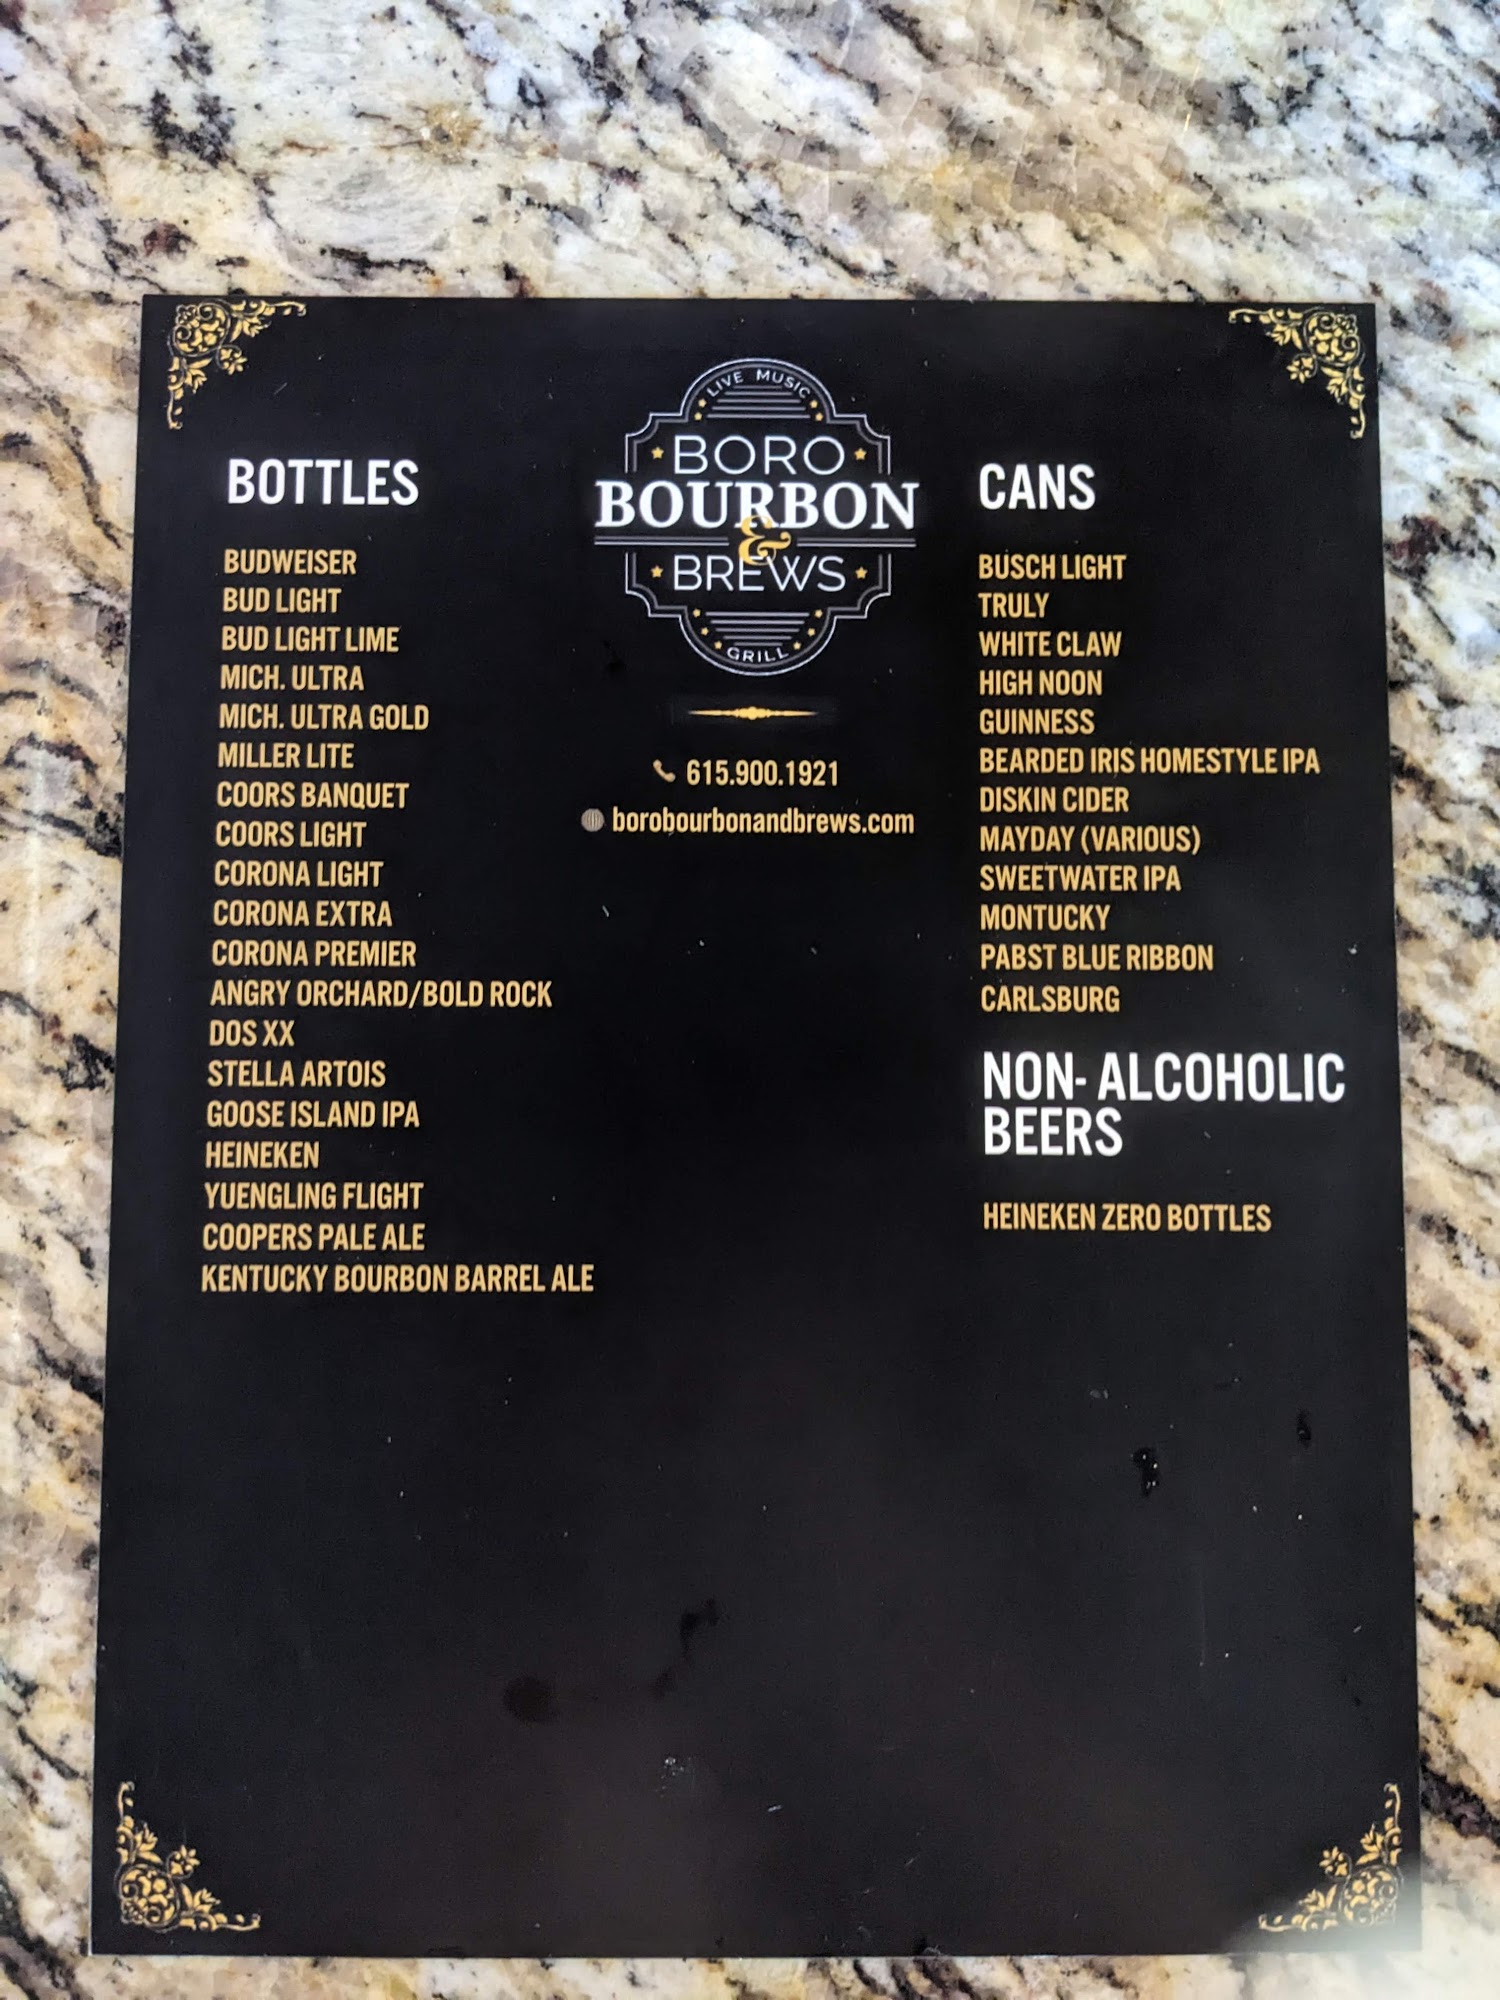 LIVE MUSIC
BORO
BOURBON
&
BREWS
GRILL
615.900.1921
borobourbonandbrews.com
BOTTLES
BUDWEISER
BUD LIGHT
BUD LIGHT LIME
MICH. ULTRA
MICH. ULTRA GOLD
MILLER LITE
COORS BANQUET
COORS LIGHT
CORONA LIGHT
CORONA EXTRA
CORONA PREMIER
ANGRY ORCHARD/BOLD ROCK
DOS XX
STELLA ARTOIS
GOOSE ISLAND IPA
HEINEKEN
YUENGLING FLIGHT
COOPERS PALE ALE
KENTUCKY BOURBON BARREL ALE
CANS
BUSCH LIGHT
TRULY
WHITE CLAW
HIGH NOON
GUINNESS
BEARDED IRIS HOMESTYLE IPA
DISKIN CIDER
MAYDAY (VARIOUS)
SWEETWATER IPA
MONTUCKY
PABST BLUE RIBBON
CARLSBURG
NON- ALCOHOLIC
BEERS
HEINEKEN ZERO BOTTLES